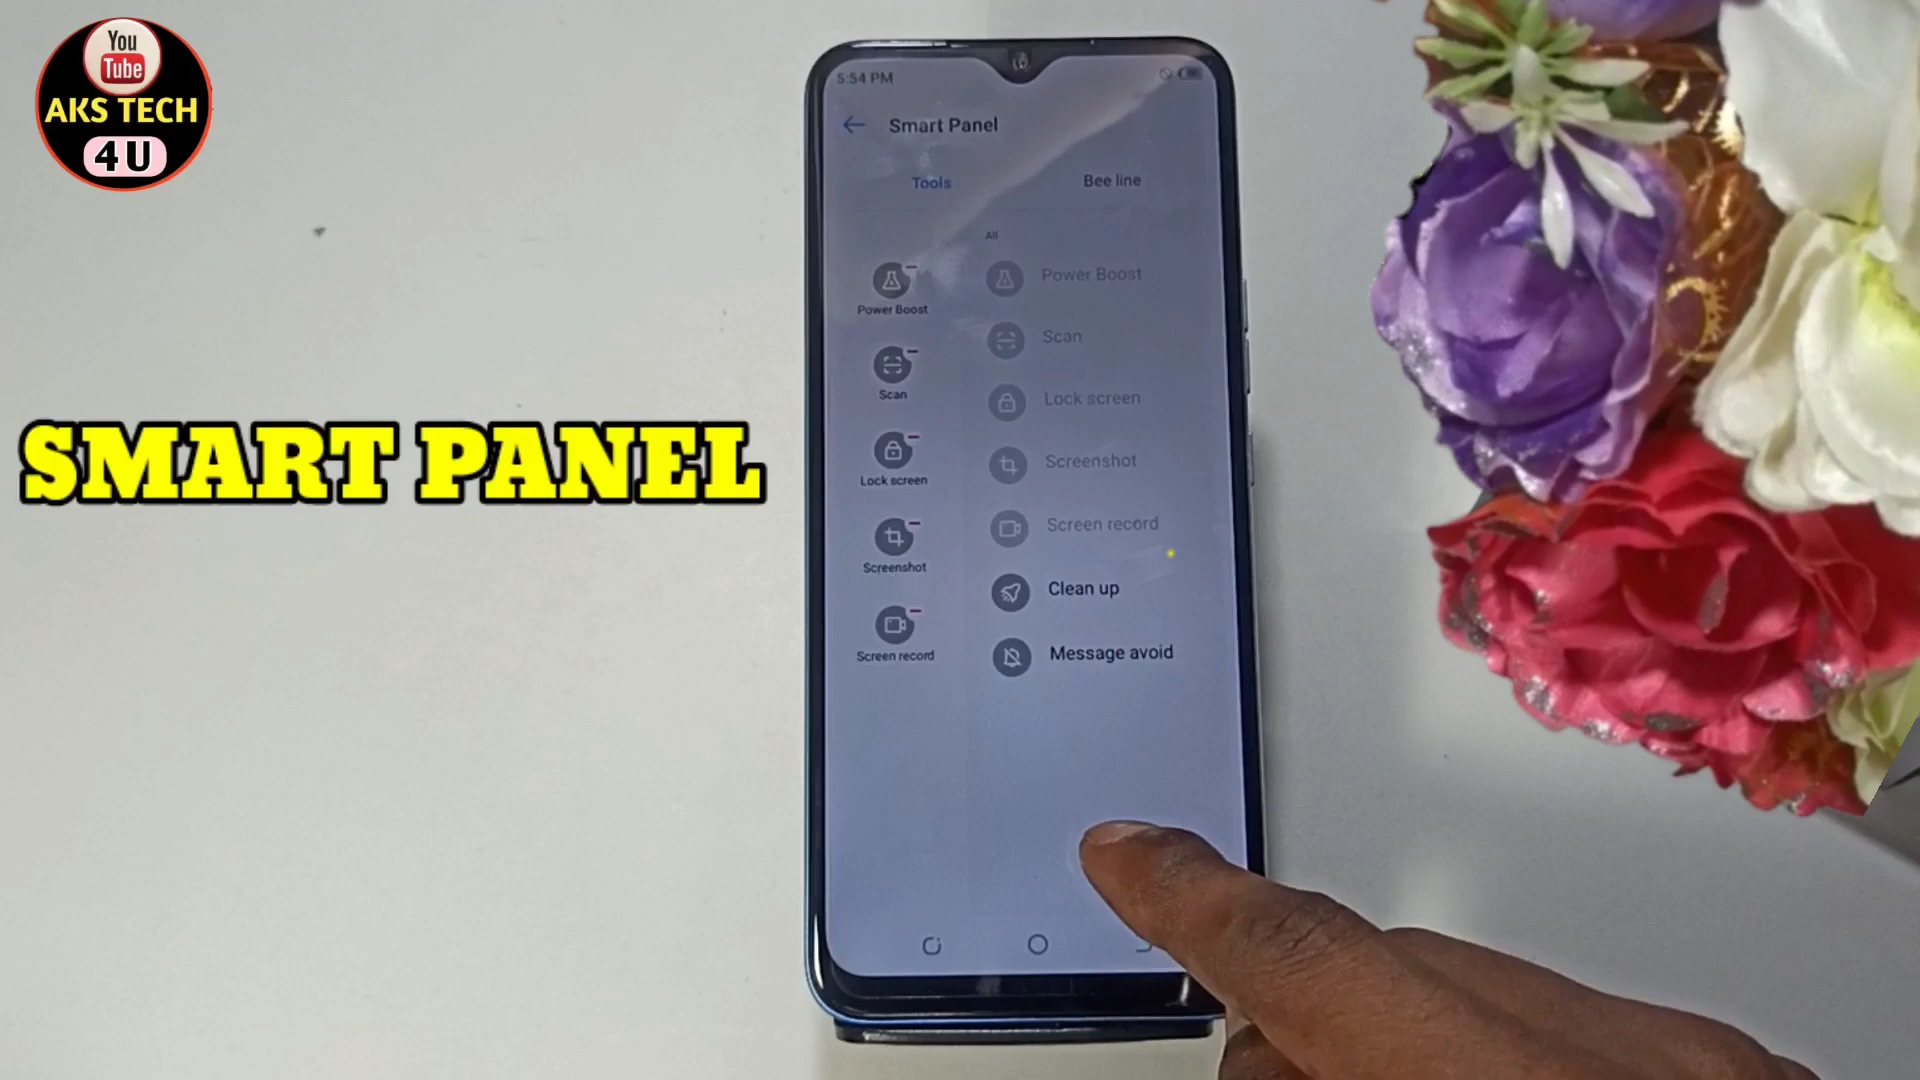 You
Tube
AKS TECH
4 U
SMART PANEL
5:54 PM
Smart Panel
Tools
Bee line
All
Power Boost
Scan
Lock screen
Screenshot
Screen record
Power Boost
Scan
Lock screen
Screenshot
Screen record
Clean up
Message avoid